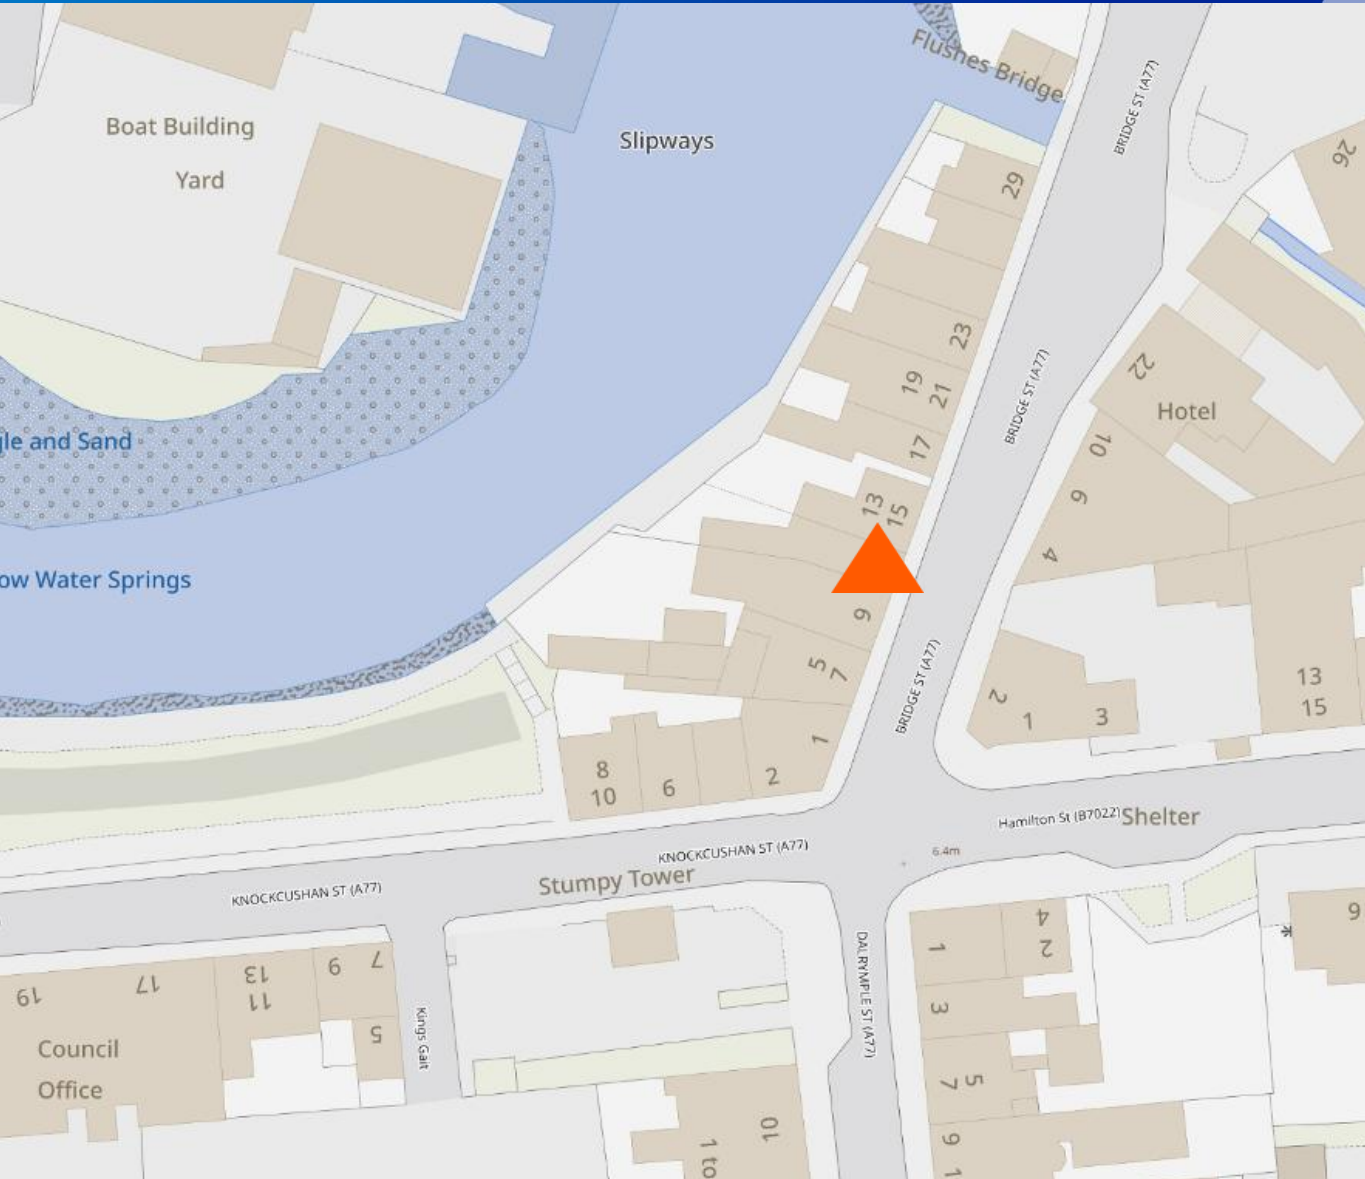 Flushes Bridge
BRIDGE ST (A77)
Boat Building
Yard
Slipways
26
29
23
19
21
17
BRIDGE ST (A77)
22
Hotel
10
6
4
gle and Sand
13
15
ow Water Springs
9
5
7
1
BRIDGE ST (A77)
2
1
3
13
15
8
10
6
2
Hamilton St (B7022)
Shelter
KNOCKCUSHAN ST (A77)
6.4m
Stumpy Tower
KNOCKCUSHAN ST (A77)
19
17
13
11
9
7
5
Council
Office
Kings Gait
DALRYMPLE ST (A77)
1
4
2
6
3
5
7
9
1
10
1 to